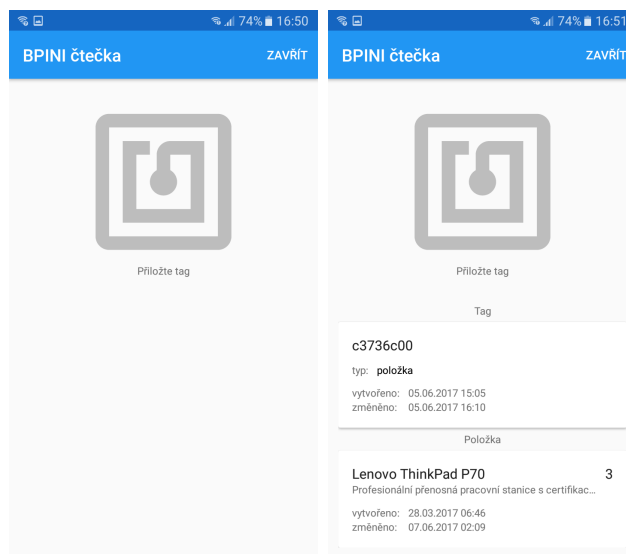 74% 16:50
BPINI čtečka ZAVŘÍT
Přiložte tag
74% 16:51
BPINI čtečka ZAVŘÍT
Přiložte tag
Tag
c3736c00
typ: položka
vytvořeno: 05.06.2017 15:05
změněno: 05.06.2017 16:10
Položka
Lenovo ThinkPad P70 3
Profesionální přenosná pracovní stanice s certifikac...
vytvořeno: 28.03.2017 06:46
změněno: 07.06.2017 02:09